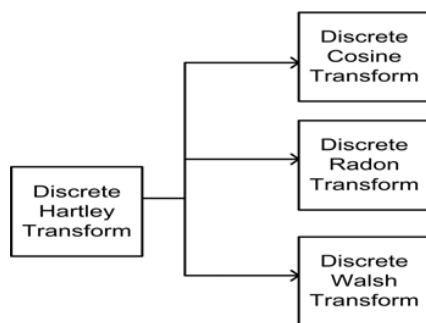 Discrete
Cosine
Transform
Discrete
Radon
Transform
Discrete
Hartley
Transform
Discrete
Walsh
Transform